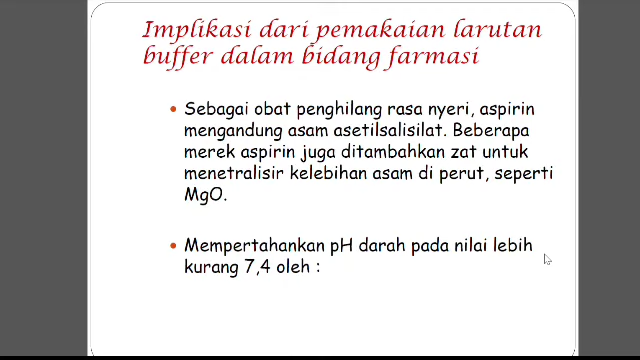 Implikasi dari pemakaian larutan
buffer dalam bidang farmasi
• Sebagai obat penghilang rasa nyeri, aspirin
mengandung asam asetilsalisilat. Beberapa
merek aspirin juga ditambahkan zat untuk
menetralisir kelebihan asam di perut, seperti
MgO.
• Mempertahankan pH darah pada nilai lebih
kurang 7,4 oleh :